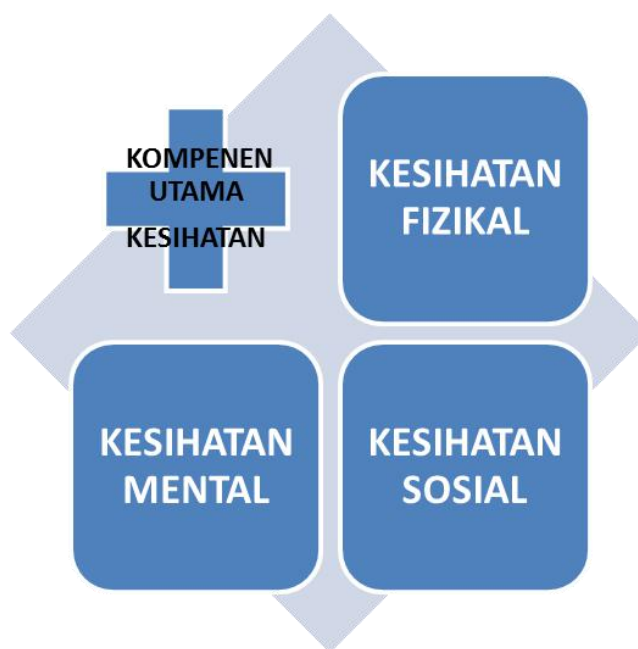 KOMPENEN
UTAMA
KESIHATAN
KESIHATAN
FIZIKAL
KESIHATAN
MENTAL
KESIHATAN
SOSIAL